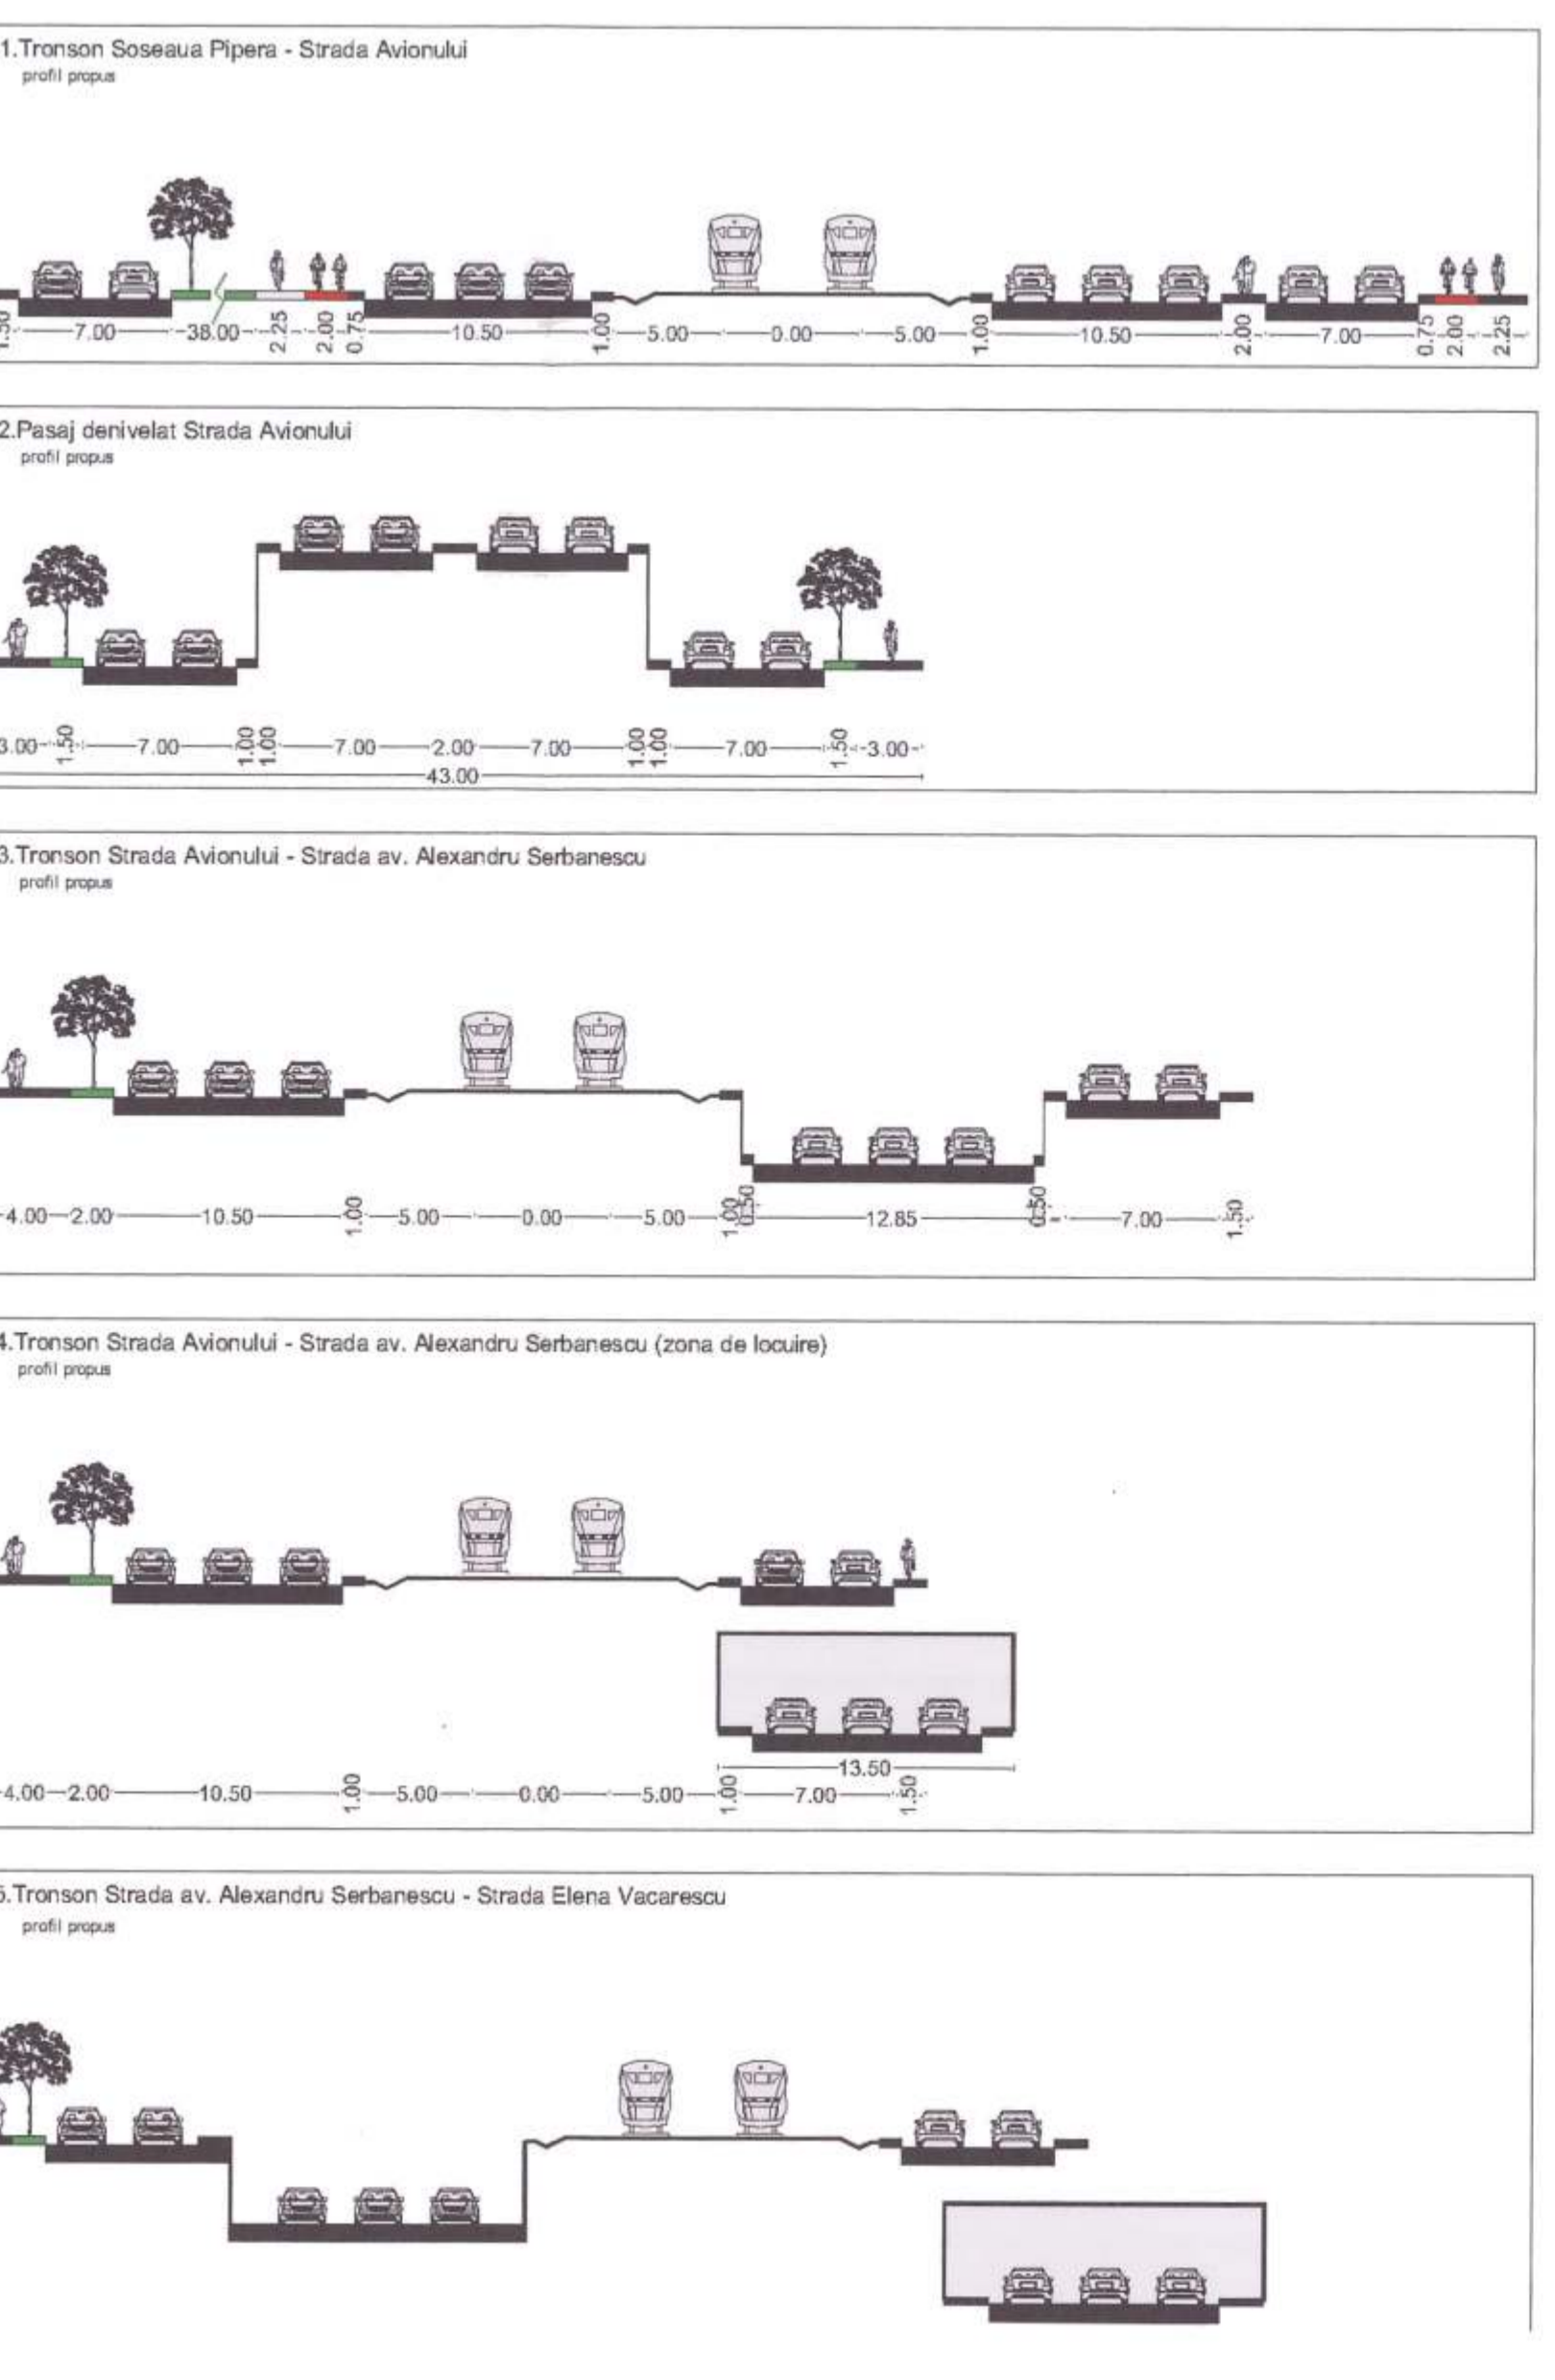 1.Tronson Soseaua Pipera - Strada Avionului
profil propus
7.00 38.00 2.25 2.00 0.75 10.50 1.00 5.00 0.00 5.00 1.00 10.50 2.00 7.00 0.75 2.00 2.25
2.Pasaj denivelat Strada Avionului
profil propus
3.00 1.50 7.00 1.00 1.00 7.00 2.00 7.00 1.00 1.00 7.00 1.50 3.00
43.00
3.Tronson Strada Avionului - Strada av. Alexandru Serbanescu
profil propus
4.00 2.00 10.50 1.00 5.00 0.00 5.00 1.00 0.50 12.85 0.50 7.00 1.50
4.Tronson Strada Avionului - Strada av. Alexandru Serbanescu (zona de locuire)
profil propus
13.50
4.00 2.00 10.50 1.00 5.00 0.00 5.00 1.00 7.00 1.50
5.Tronson Strada av. Alexandru Serbanescu - Strada Elena Vacarescu
profil propus